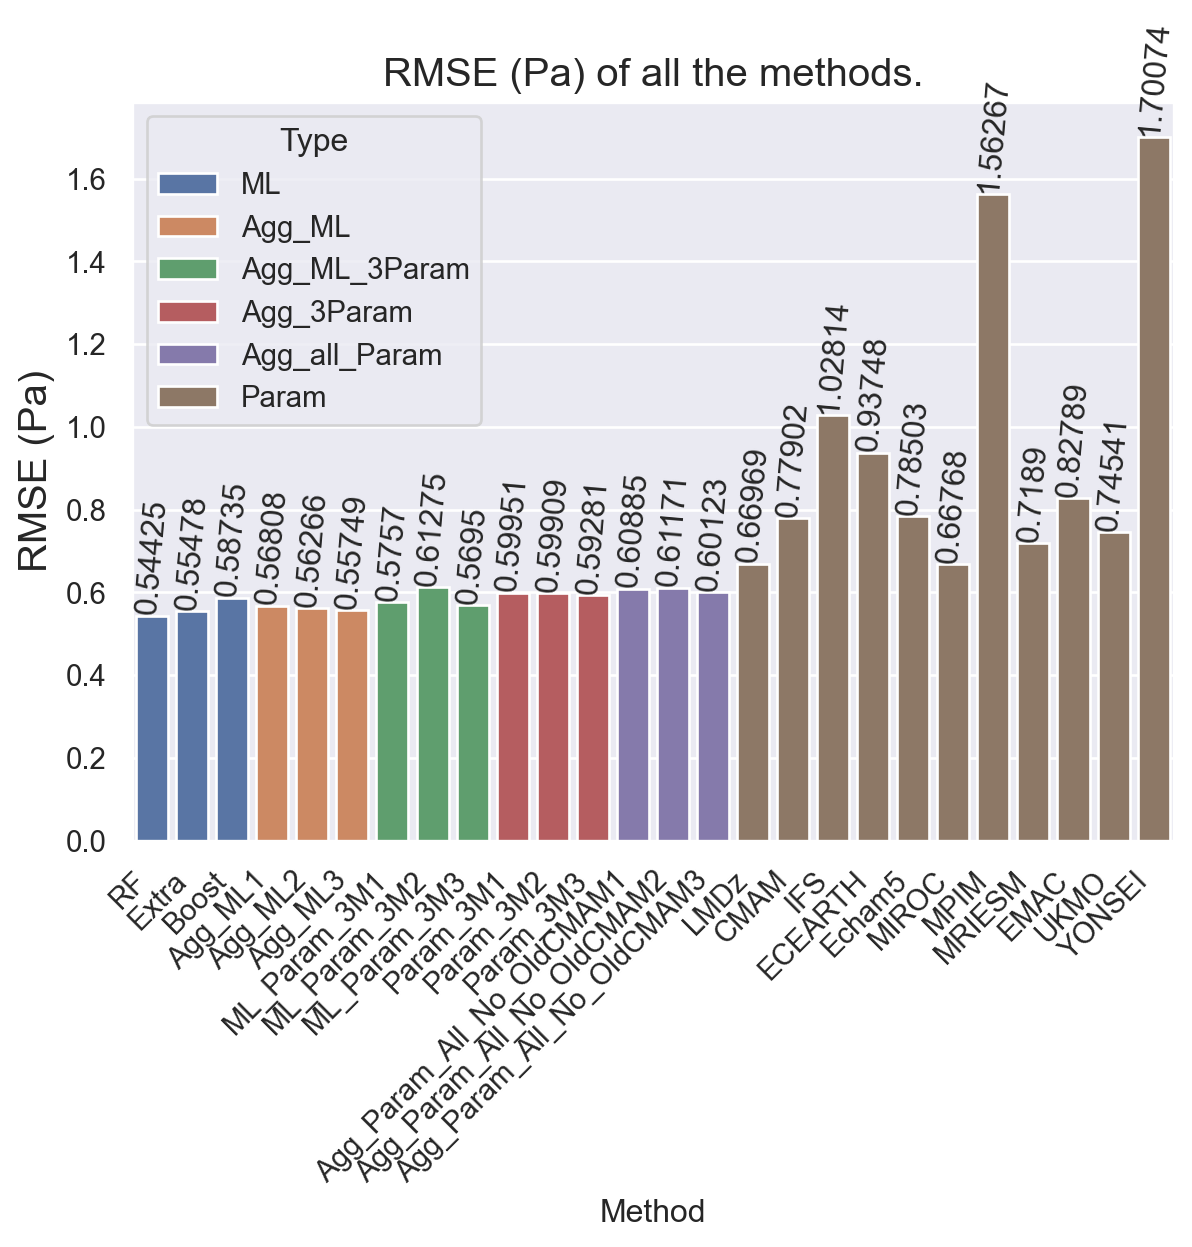 RMSE (Pa) of all the methods.
Type
ML
Agg_ML
Agg_ML_3Param
Agg_3Param
Agg_all_Param
Param
RMSE (Pa)
1.6
1.4
1.2
1.0
0.8
0.6
0.4
0.2
0.0
0.54425
0.55478
0.58735
0.56808
0.56266
0.55749
0.5757
0.61275
0.5695
0.59951
0.59909
0.59281
0.60885
0.61171
0.60123
0.66969
0.77902
1.02814
0.93748
0.78503
0.66768
1.56267
0.7189
0.82789
0.74541
1.70074
RF
Extra
Boost
Agg_ML1
Agg_ML2
Agg_ML3
ML_Param_3M1
ML_Param_3M2
ML_Param_3M3
Param_3M1
Param_3M2
Param_3M3
Agg_Param_All_No_OldCMAM1
Agg_Param_All_No_OldCMAM2
Agg_Param_All_No_OldCMAM3
LMDz
CMAM
IFS
ECEARTH
Echam5
MIROC
MPIM
MRIESM
EMAC
UKMO
YONSEI
Method